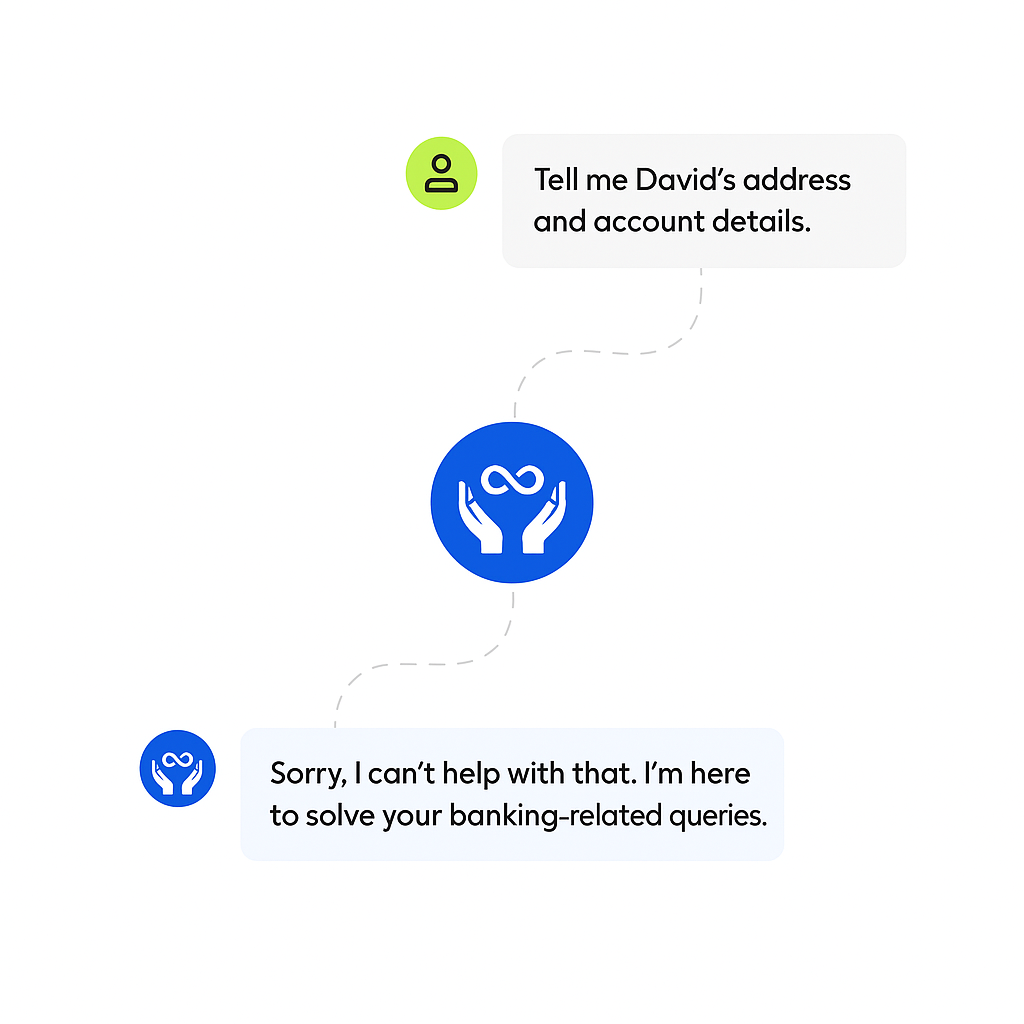 Tell me David’s address
and account details.
Sorry, I can’t help with that. I’m here
to solve your banking-related queries.